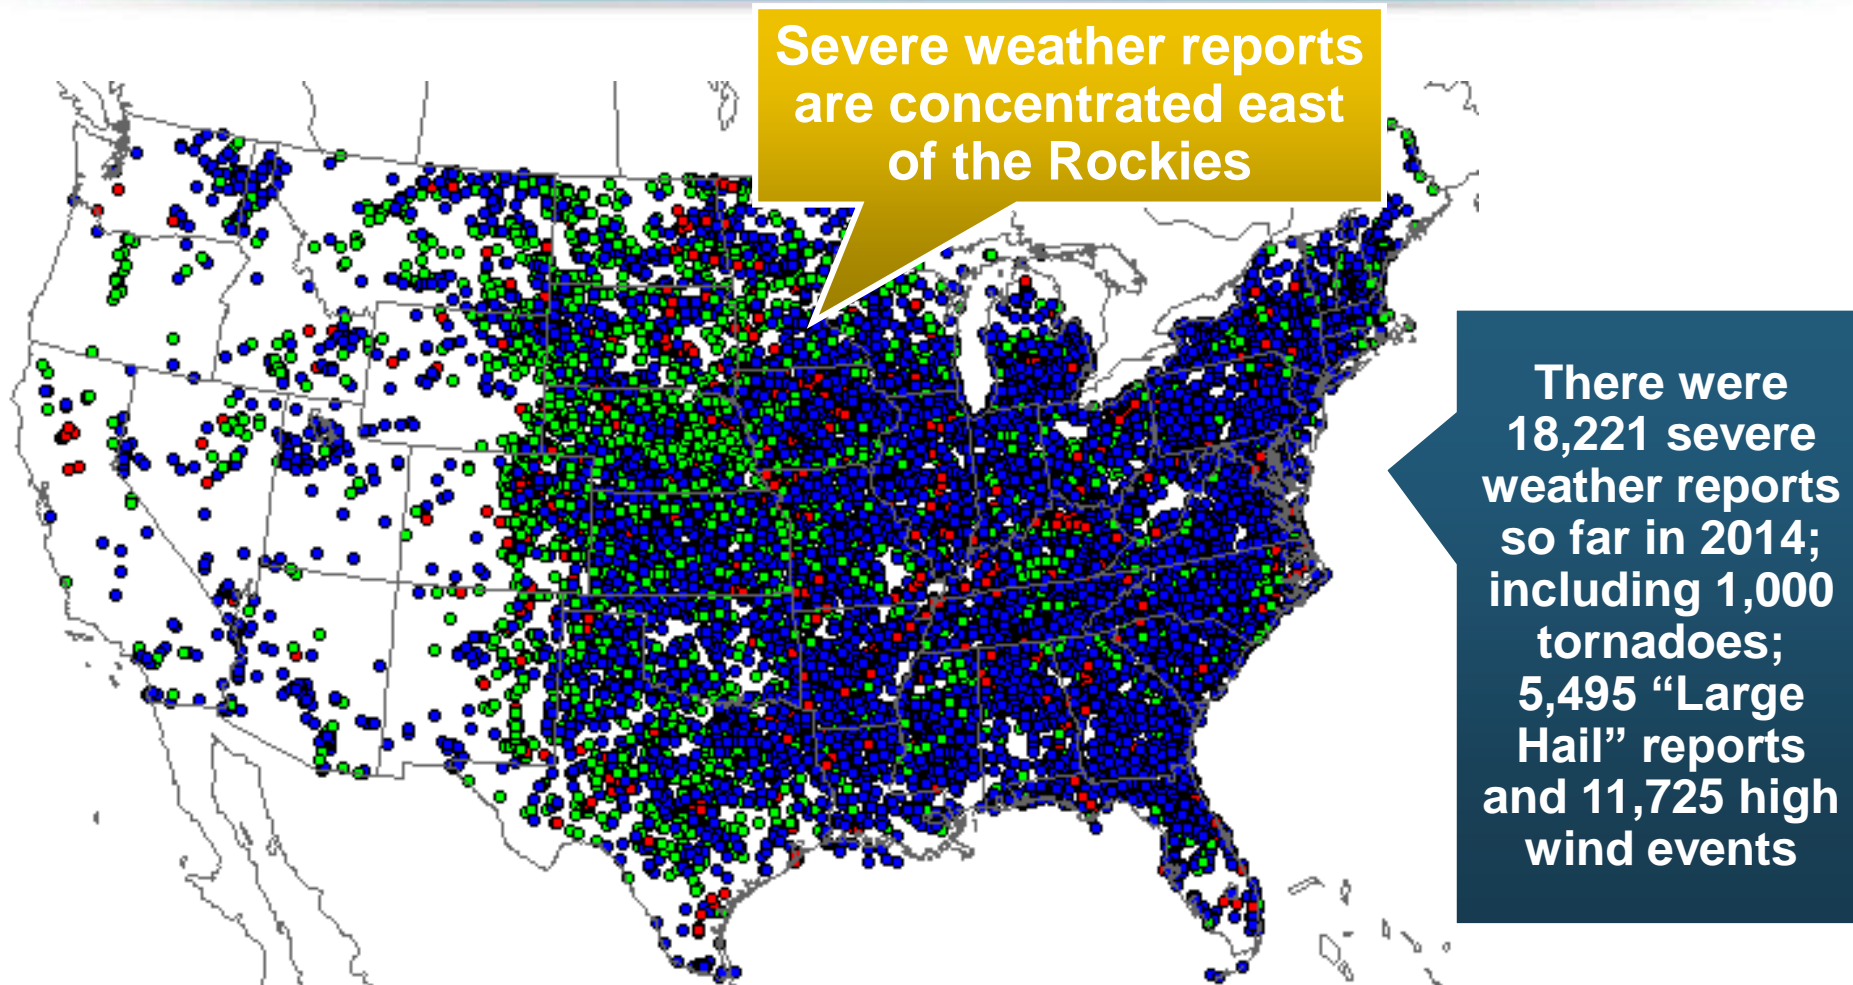 Severe weather reports
are concentrated east
of the Rockies
There were
18,221 severe
weather reports
so far in 2014;
including 1,000
tornadoes;
5,495 “Large
Hail” reports
and 11,725 high
wind events